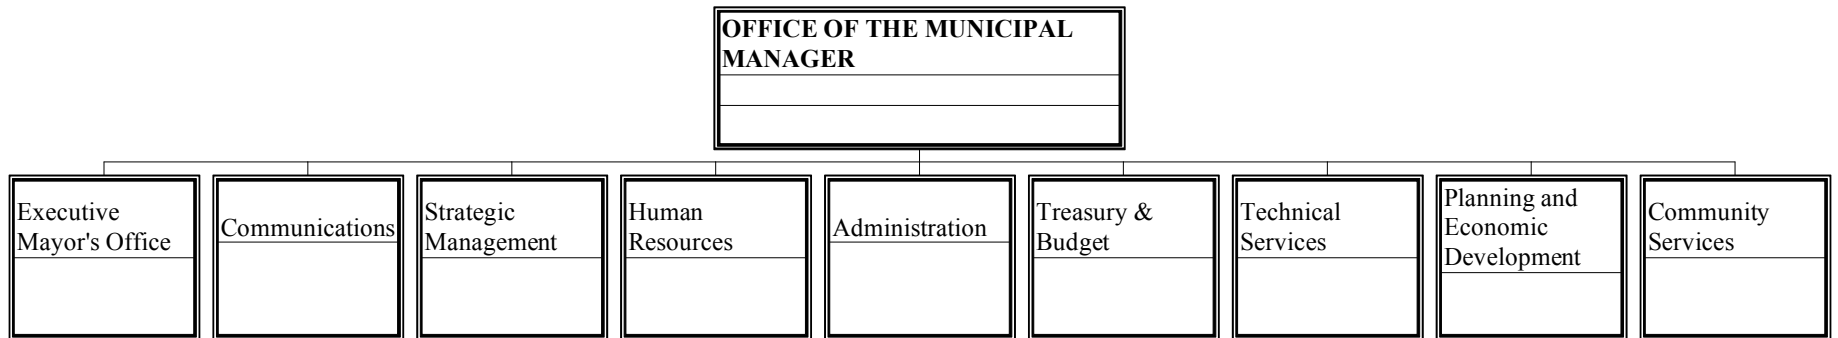 OFFICE OF THE MUNICIPAL
MANAGER
Executive
Mayor's Office
Communications
Strategic
Management
Human
Resources
Administration
Treasury &
Budget
Technical
Services
Planning and
Economic
Development
Community
Services